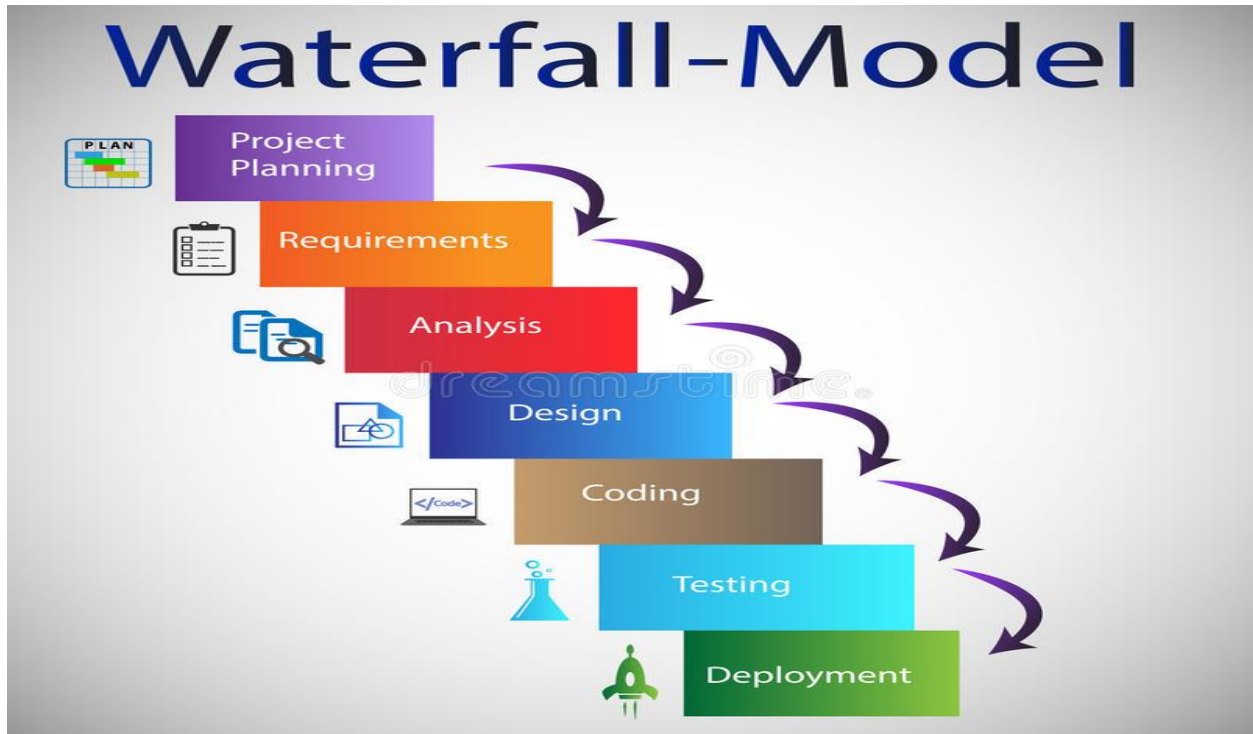 Waterfall-Model
PLAN
Project
Planning
Requirements
Analysis
dreamstime.
Design
</Code>
Coding
Testing
Deployment